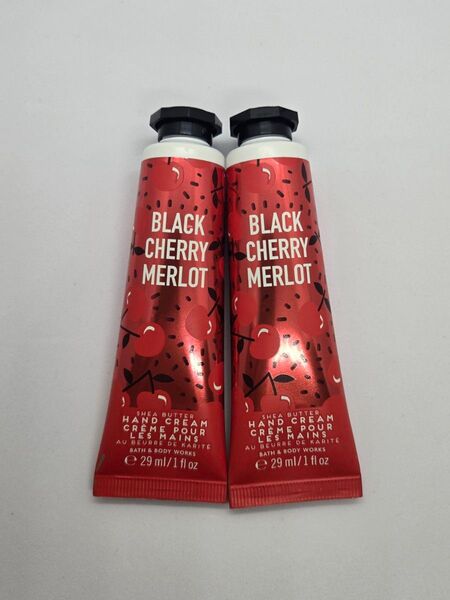 BLACK
CHERRY
MERLOT
SHEA BUTTER
HAND CREAM
CRÈME POUR
LES MAINS
AU BEURRE DE KARITÉ
BATH & BODY WORKS
℮ 29 ml/1 fl oz
BLACK
CHERRY
MERLOT
SHEA BUTTER
HAND CREAM
CRÈME POUR
LES MAINS
AU BEURRE DE KARITÉ
BATH & BODY WORKS
℮ 29 ml/1 fl oz